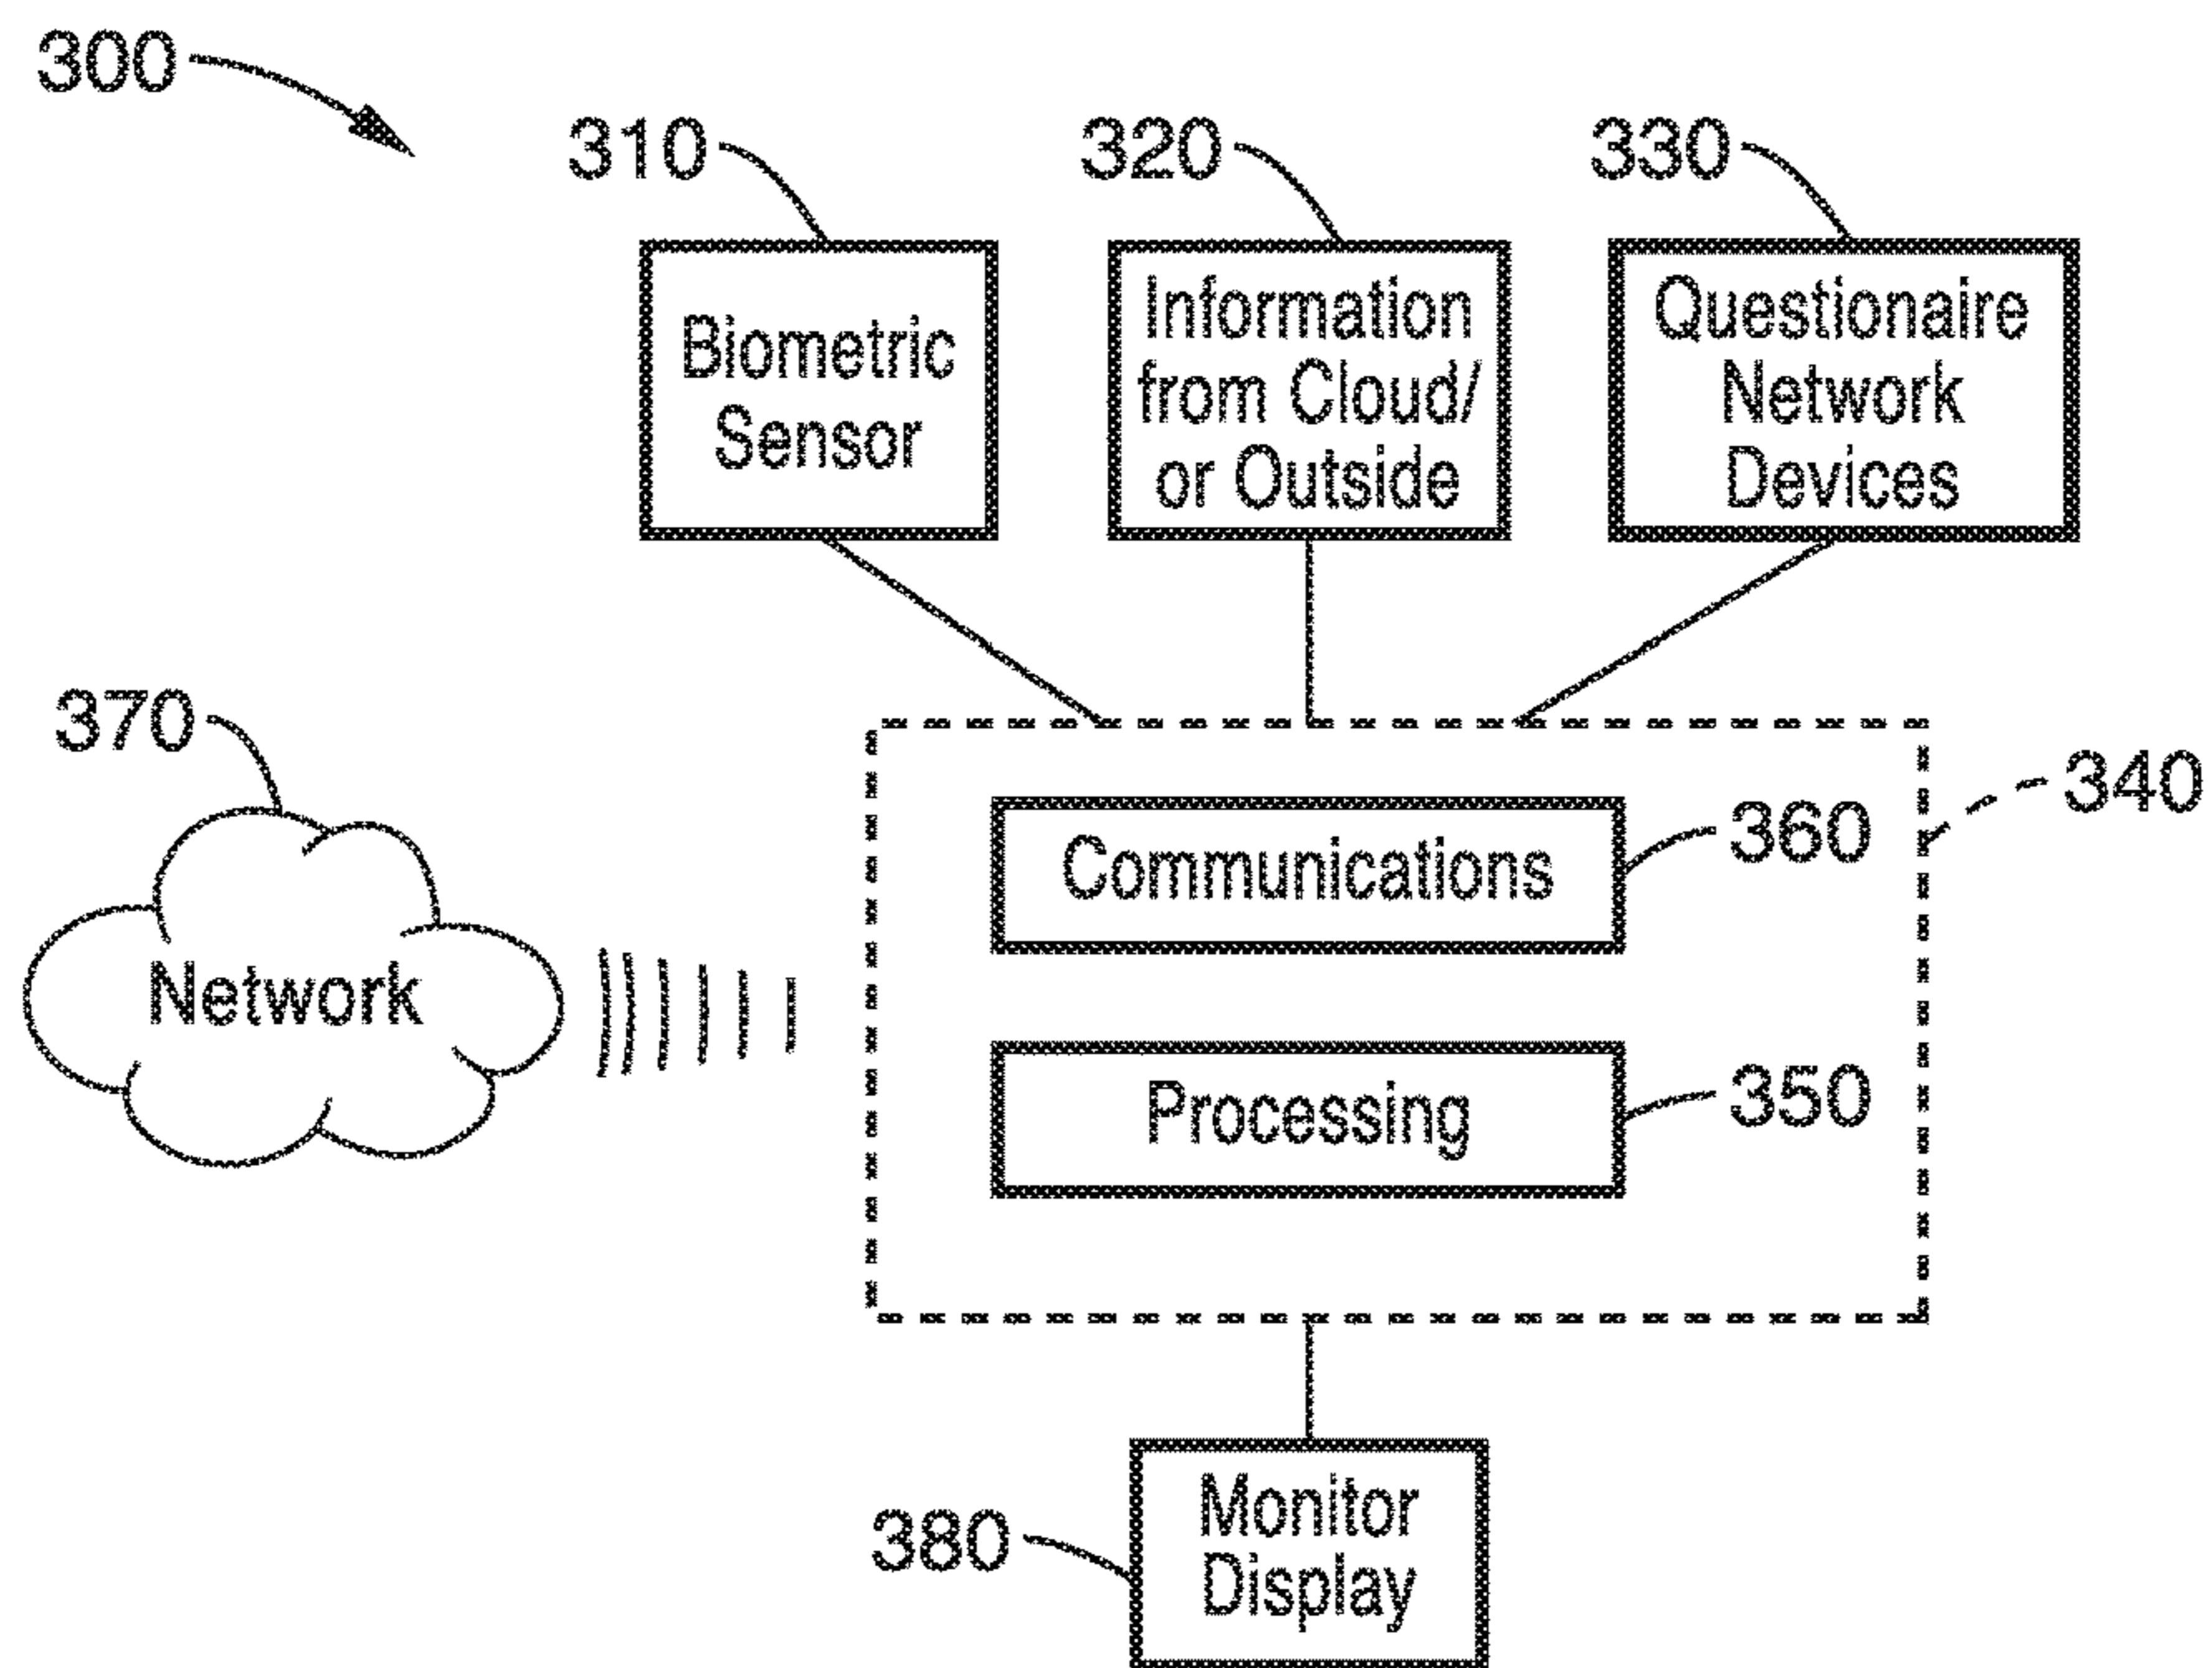 300
310
320
330
Biometric
Sensor
Information
from Cloud/
or Outside
Questionaire
Network
Devices
370
Network
340
Communications
360
Processing
350
380
Monitor
Display